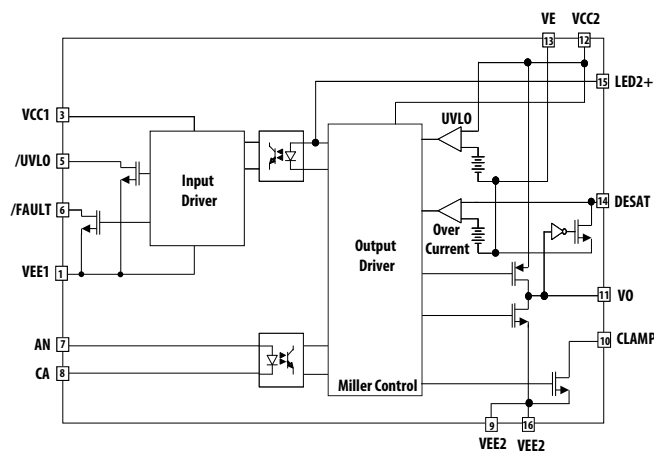 VE
VCC2
13
12
15
LED2+
VCC1
3
UVLO
/UVLO
5
Input
Driver
/FAULT
6
14
DESAT
Over
Current
Output
Driver
VEE1
1
11
VO
AN
7
10
CLAMP
CA
8
Miller Control
9
16
VEE2
VEE2